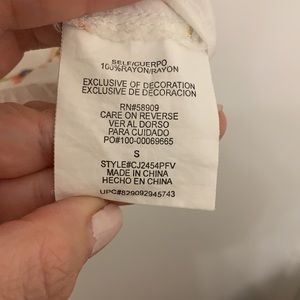 SELF/CUERPO
100%RAYON/RAYON
EXCLUSIVE OF DECORATION
EXCLUSIVE DE DECORACION
RN#58909
CARE ON REVERSE
VER AL DORSO
PARA CUIDADO
PO#100-00069665
S
STYLE#CJ2454PFV
MADE IN CHINA
HECHO EN CHINA
UPC#829092945743